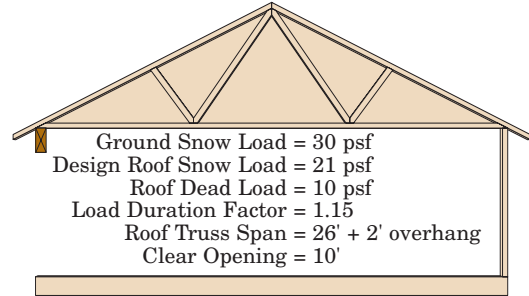 Ground Snow Load = 30 psf
Design Roof Snow Load = 21 psf
Roof Dead Load = 10 psf
Load Duration Factor = 1.15
Roof Truss Span = 26' + 2' overhang
Clear Opening = 10'